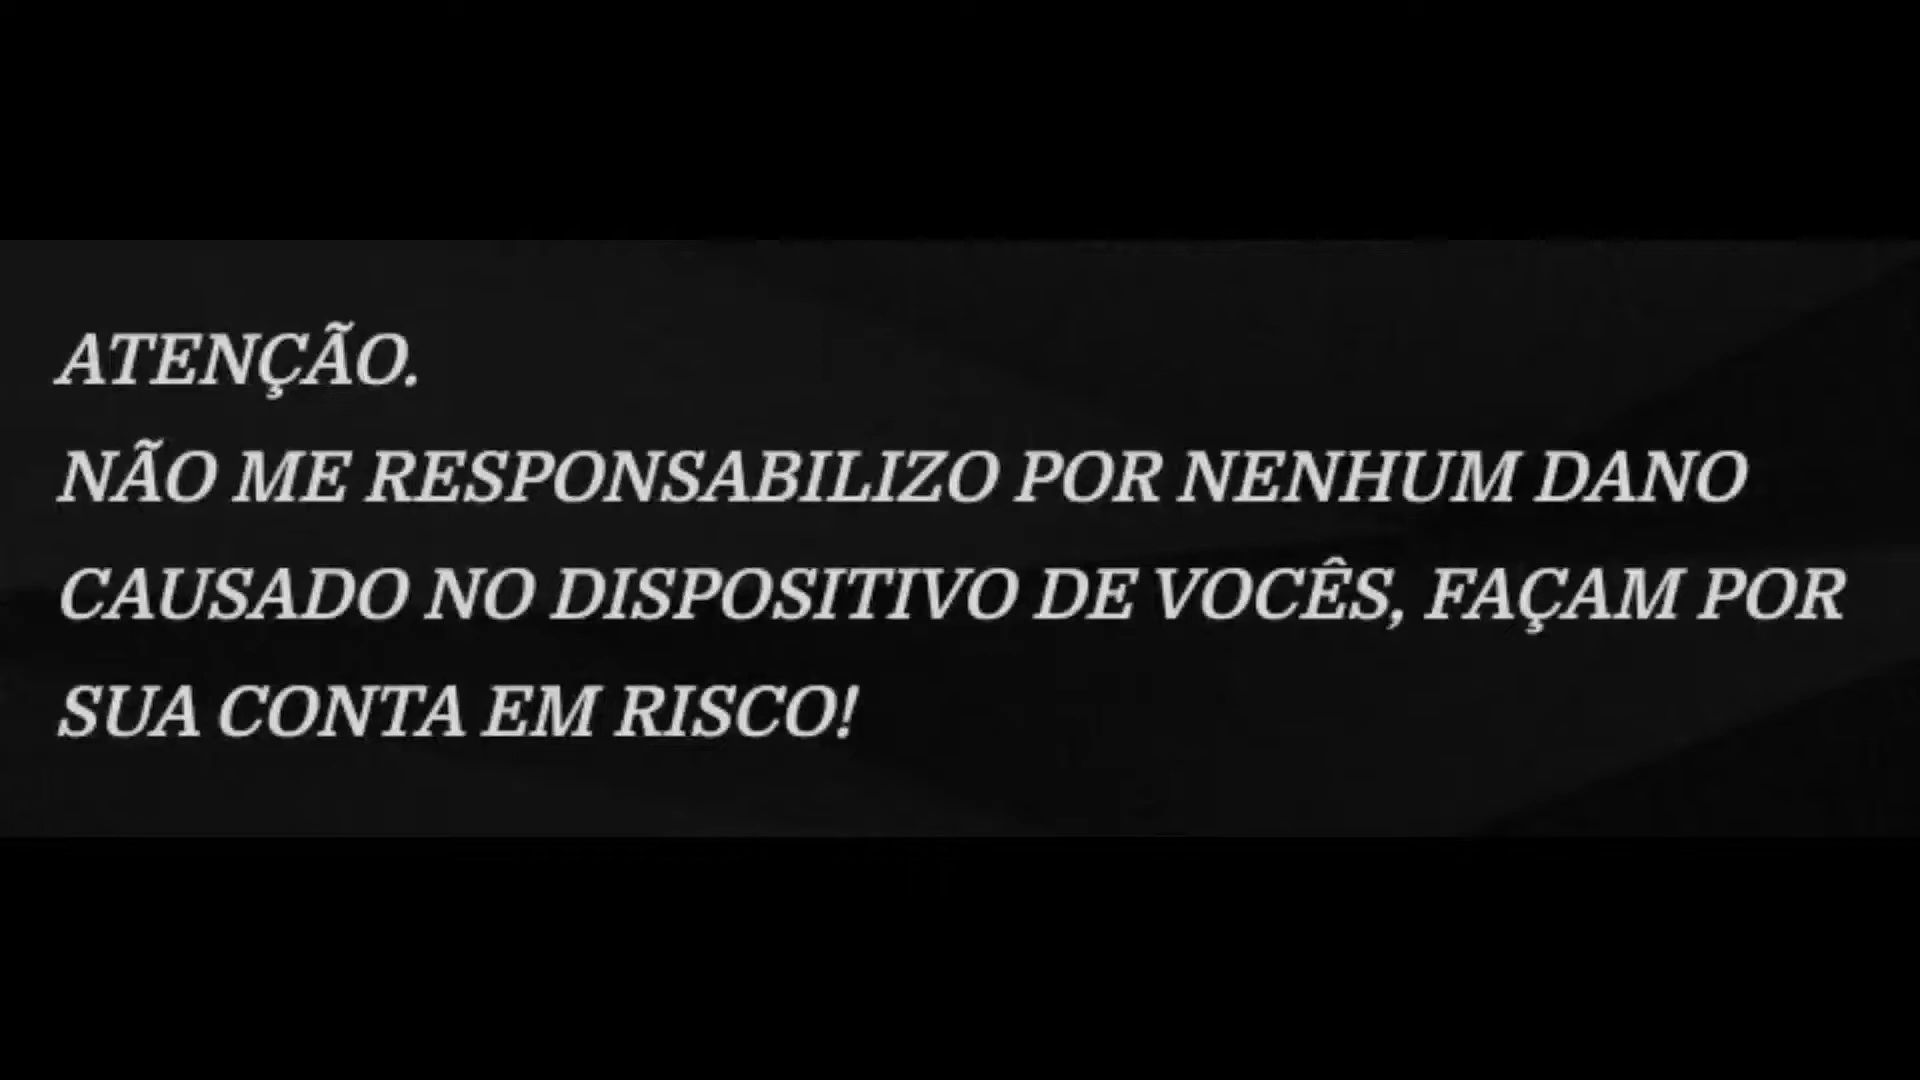 ATENÇÃO.
NÃO ME RESPONSABILIZO POR NENHUM DANO
CAUSADO NO DISPOSITIVO DE VOCÊS, FAÇAM POR
SUA CONTA EM RISCO!